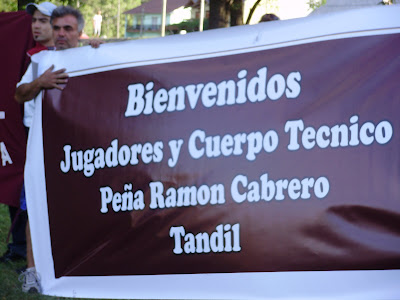 Bienvenidos
Jugadores y Cuerpo Tecnico
Peña Ramon Cabrero
Tandil